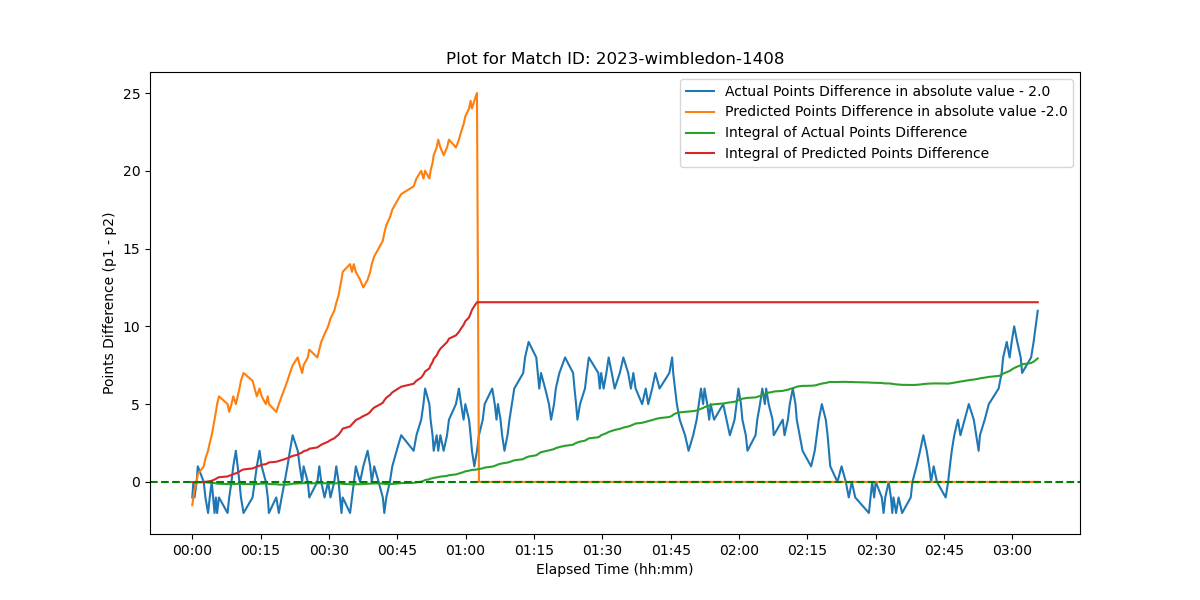 Plot for Match ID: 2023-wimbledon-1408
Actual Points Difference in absolute value - 2.0
Predicted Points Difference in absolute value -2.0
Integral of Actual Points Difference
Integral of Predicted Points Difference
Points Difference (p1 - p2)
25
20
15
10
5
0
00:00 00:15 00:30 00:45 01:00 01:15 01:30 01:45 02:00 02:15 02:30 02:45 03:00
Elapsed Time (hh:mm)